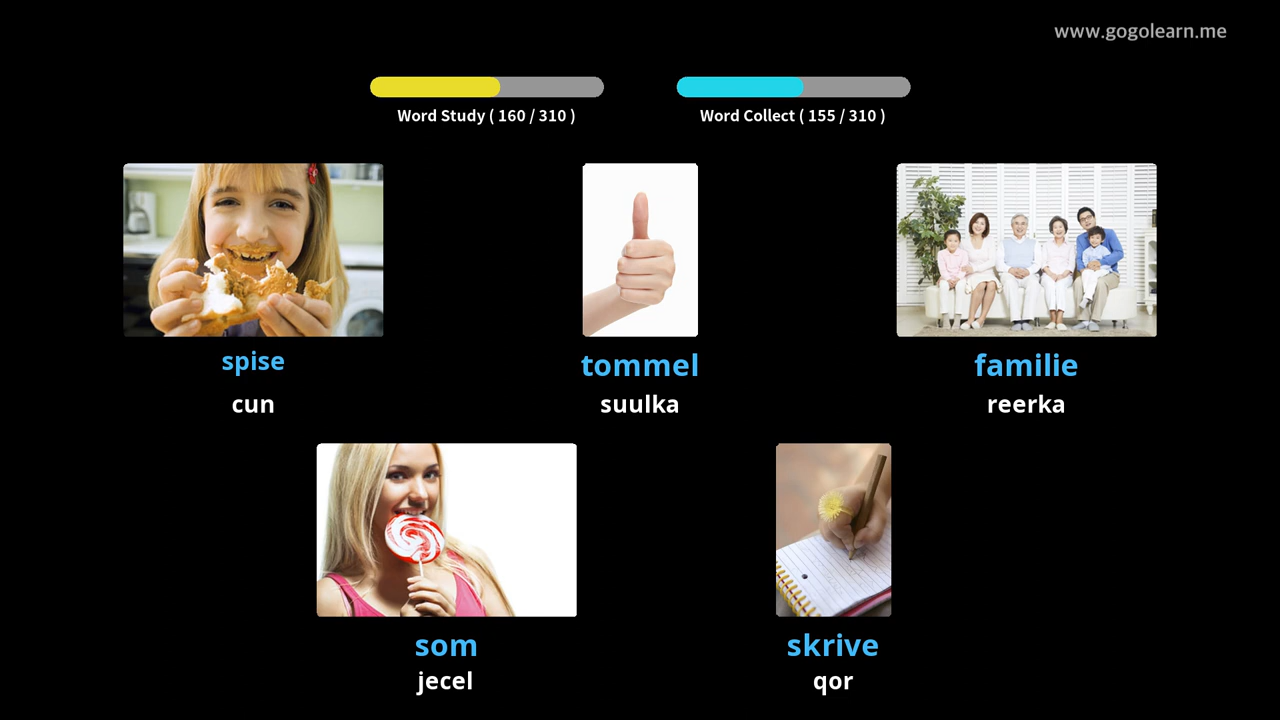 www.gogolearn.me
Word Study ( 160 / 310 )
Word Collect ( 155 / 310 )
spise
cun
tommel
suulka
familie
reerka
som
jecel
skrive
qor